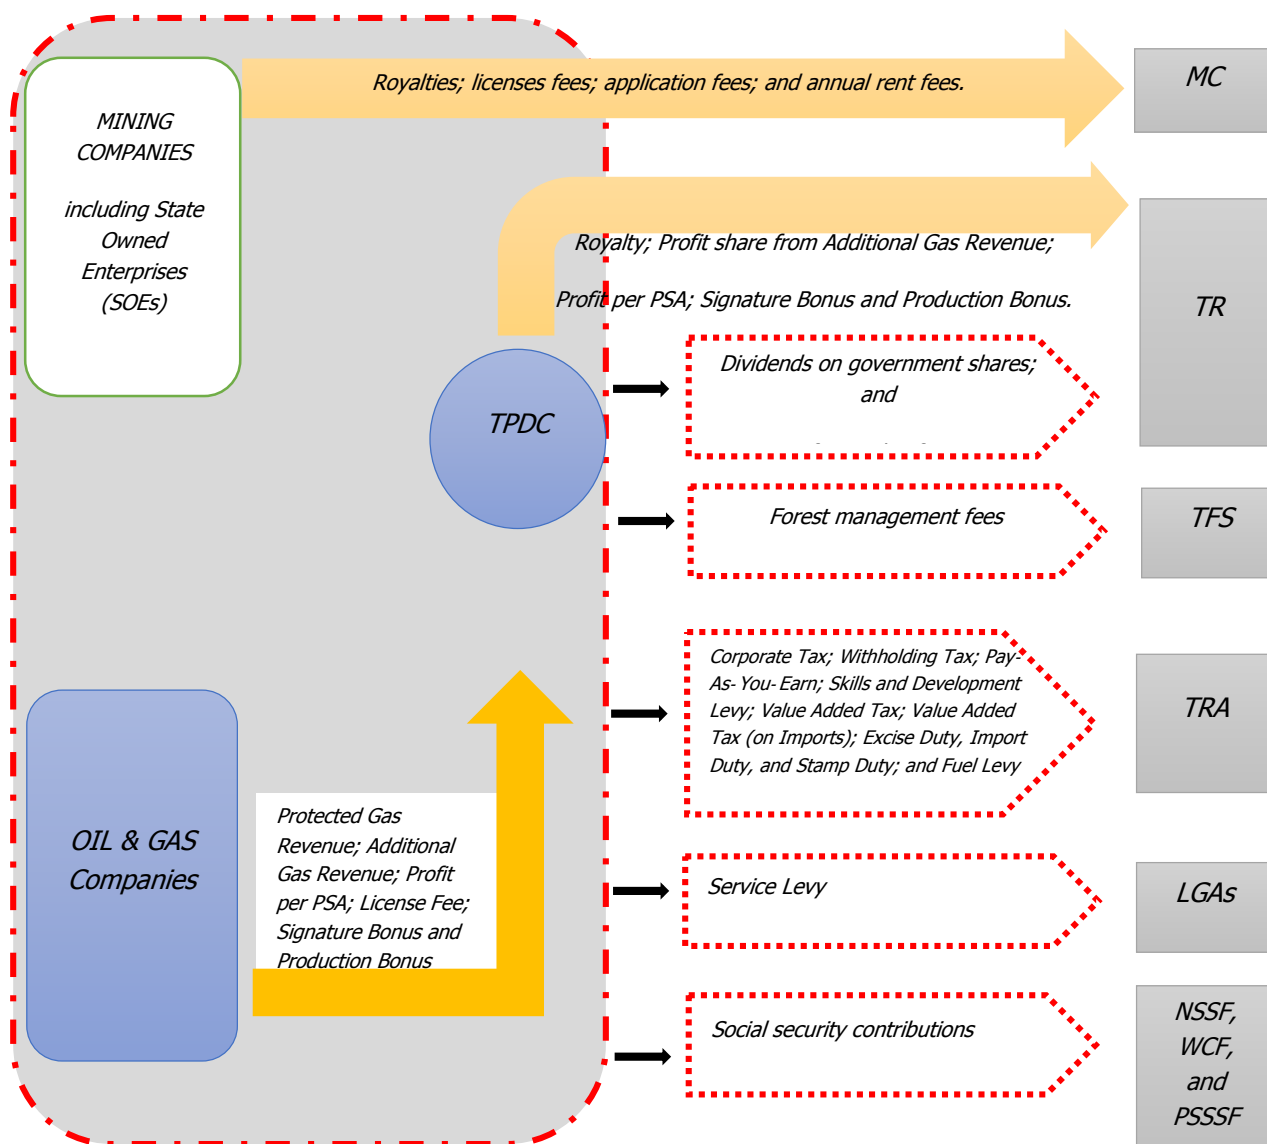 Royalties; licenses fees; application fees; and annual rent fees.
MC
MINING
COMPANIES
including State
Owned
Enterprises
(SOEs)
Royalty; Profit share from Additional Gas Revenue;
Profit per PSA; Signature Bonus and Production Bonus.
TR
TPDC
Dividends on government shares;
and
Forest management fees
TFS
Corporate Tax; Withholding Tax; Pay-
As-You-Earn; Skills and Development
Levy; Value Added Tax; Value Added
Tax (on Imports); Excise Duty, Import
Duty, and Stamp Duty; and Fuel Levy
TRA
OIL & GAS
Companies
Protected Gas
Revenue; Additional
Gas Revenue; Profit
per PSA; License Fee;
Signature Bonus and
Production Bonus
Service Levy
LGAs
Social security contributions
NSSF,
WCF,
and
PSSSF